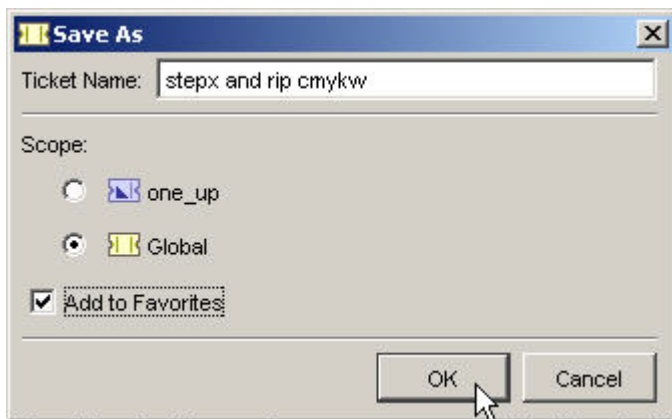 Save As
Ticket Name: stepx and rip cmykw
Scope:
one_up
Global
Add to Favorites
OK Cancel